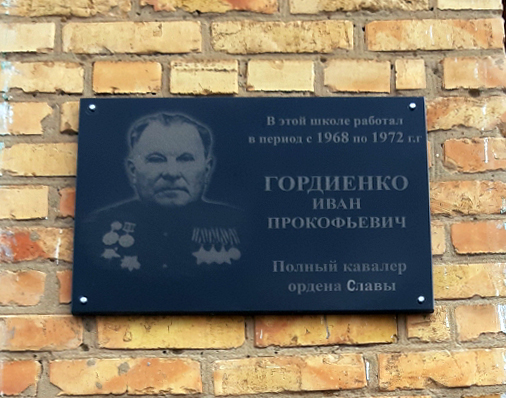 В этой школе работал
в период с 1968 по 1972 г.г
ГОРДИЕНКО
ИВАН
ПРОКОФЬЕВИЧ
Полный кавалер
ордена Славы